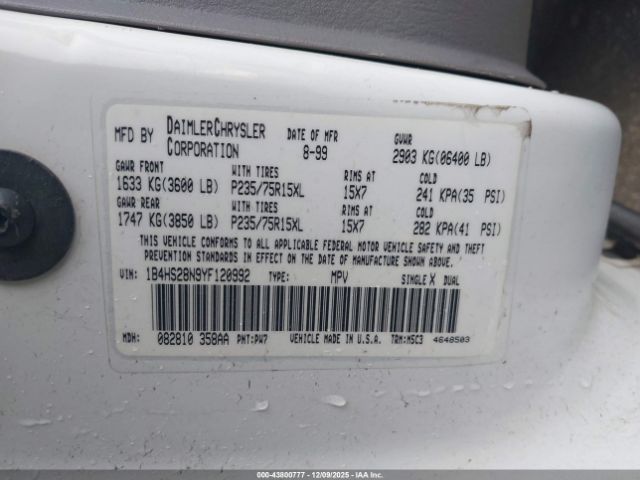 MFD BY DAIMLERCHRYSLER CORPORATION DATE OF MFR 8-99 GVWR 2903 KG(06400 LB)
GAWR FRONT WITH TIRES RIMS AT COLD
1633 KG(3600 LB) P235/75R15XL 15X7 241 KPA(35 PSI)
GAWR REAR WITH TIRES RIMS AT COLD
1747 KG(3850 LB) P235/75R15XL 15X7 282 KPA(41 PSI)
THIS VEHICLE CONFORMS TO ALL APPLICABLE FEDERAL MOTOR VEHICLE SAFETY AND THEFT
PREVENTION STANDARDS IN EFFECT ON THE DATE OF MANUFACTURE SHOWN ABOVE.
VIN: 1B4HS28N9YF120992 TYPE: MPV SINGLE X DUAL
MDH: 082810 358AA PNT:PW7 VEHICLE MADE IN U.S.A. TRM:M5C3 4648503
000-43800777 - 12/09/2025 - IAAI.COM